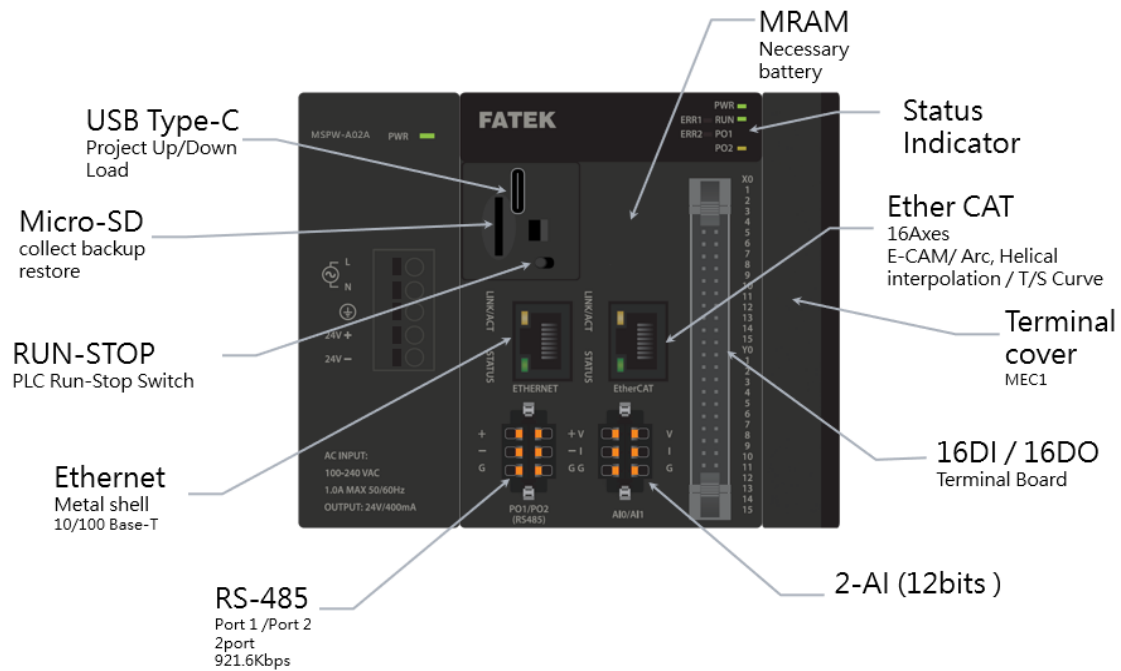 MRAM
Necessary
battery
USB Type-C
Project Up/Down
Load
Micro-SD
collect backup
restore
RUN-STOP
PLC Run-Stop Switch
Ethernet
Metal shell
10/100 Base-T
RS-485
Port 1 /Port 2
2port
921.6Kbps
MSPW-A02A PWR
L
N
24V +
24V −
AC INPUT:
100-240 VAC
1.0A MAX 50/60Hz
OUTPUT: 24V/400mA
FATEK
PWR
ERR1 RUN
ERR2 PO1
PO2
LINK/ACT
STATUS
ETHERNET
LINK/ACT
STATUS
EtherCAT
+ + V V
− − I I
G G G G
PO1/PO2
(RS485)
AI0/AI1
X0
1
2
3
4
5
6
7
8
9
10
11
12
13
14
15
Y0
1
2
3
4
5
6
7
8
9
10
11
12
13
14
15
Status
Indicator
Ether CAT
16Axes
E-CAM/ Arc, Helical
interpolation / T/S Curve
Terminal
cover
MEC1
16DI / 16DO
Terminal Board
2-AI (12bits )